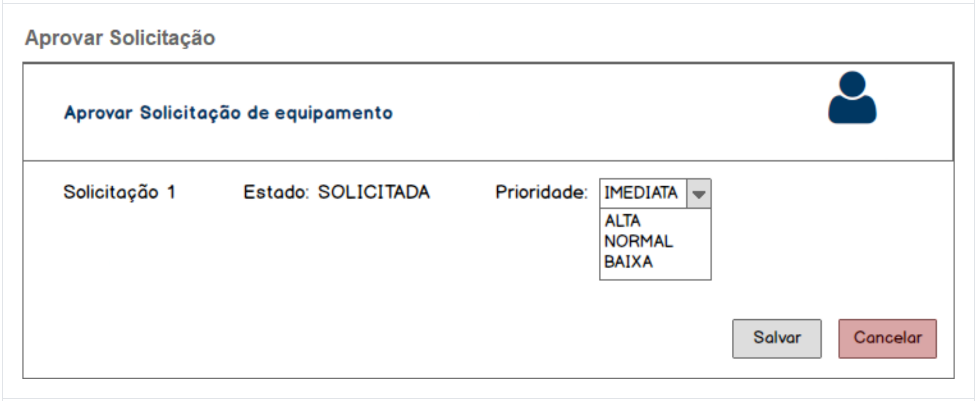 Aprovar Solicitação
Aprovar Solicitação de equipamento
Solicitação 1 Estado: SOLICITADA Prioridade: IMEDIATA
ALTA
NORMAL
BAIXA
Salvar Cancelar